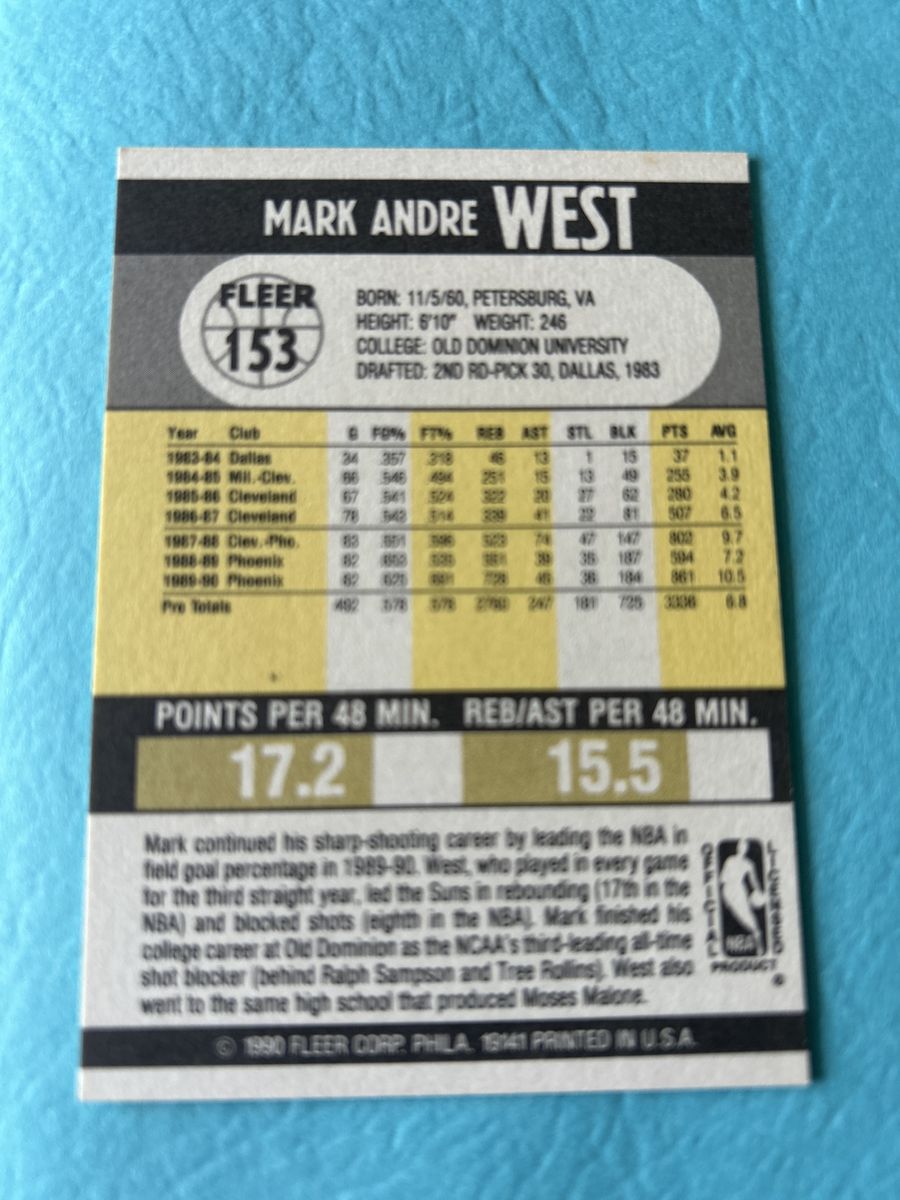 MARK ANDRE WEST
FLEER
153
BORN: 11/5/60, PETERSBURG, VA
HEIGHT: 6'10" WEIGHT: 246
COLLEGE: OLD DOMINION UNIVERSITY
DRAFTED: 2ND RD-PICK 30, DALLAS, 1983
Year Club G FG% FT% REB AST STL BLK PTS AVG
1983-84 Dallas 34 .357 .318 46 13 1 15 37 1.1
1984-85 Mil.-Clev. 66 .546 .494 251 15 13 49 255 3.9
1985-86 Cleveland 67 .541 .524 322 20 27 62 280 4.2
1986-87 Cleveland 78 .543 .514 339 41 22 81 507 6.5
1987-88 Clev.-Pho. 83 .551 .596 523 74 47 147 802 9.7
1988-89 Phoenix 82 .653 .535 551 39 35 187 594 7.2
1989-90 Phoenix 82 .625 .691 728 45 36 184 861 10.5
Pro Totals 492 .578 .576 2760 247 181 725 3336 6.8
POINTS PER 48 MIN. REB/AST PER 48 MIN.
17.2 15.5
Mark continued his sharp-shooting career by leading the NBA in
field goal percentage in 1989-90. West, who played in every game
for the third straight year, led the Suns in rebounding (17th in the
NBA) and blocked shots (eighth in the NBA). Mark finished his
college career at Old Dominion as the NCAA's third-leading all-time
shot blocker (behind Ralph Sampson and Tree Rollins). West also
went to the same high school that produced Moses Malone.
OFFICIAL LICENSED
NBA
PRODUCT
®
© 1990 FLEER CORP. PHILA. 19141 PRINTED IN U.S.A.